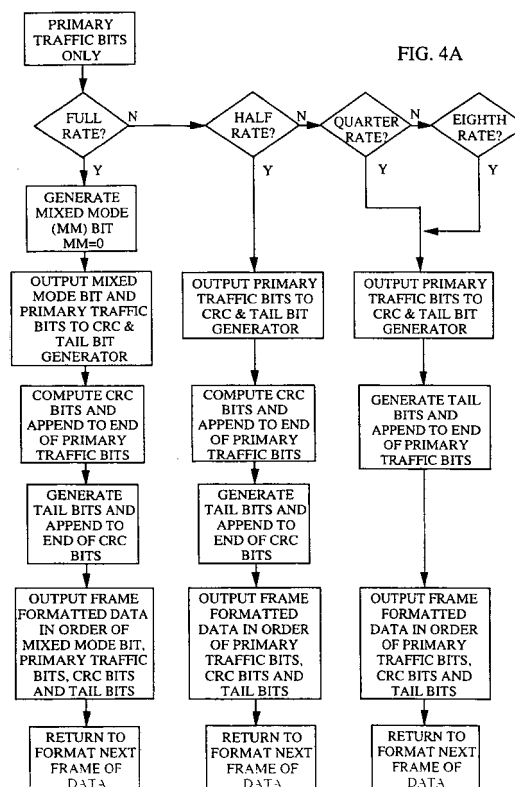 PRIMARY
TRAFFIC BITS
ONLY
FIG. 4A
FULL
RATE?
N
HALF
RATE?
N
QUARTER
RATE?
N
EIGHTH
RATE?
Y
Y
Y
Y
GENERATE
MIXED MODE
(MM) BIT
MM=0
OUTPUT MIXED
MODE BIT AND
PRIMARY TRAFFIC
BITS TO CRC &
TAIL BIT
GENERATOR
OUTPUT PRIMARY
TRAFFIC BITS TO
CRC & TAIL BIT
GENERATOR
OUTPUT PRIMARY
TRAFFIC BITS TO
CRC & TAIL BIT
GENERATOR
COMPUTE CRC
BITS AND
APPEND TO END
OF PRIMARY
TRAFFIC BITS
COMPUTE CRC
BITS AND
APPEND TO END
OF PRIMARY
TRAFFIC BITS
GENERATE TAIL
BITS AND
APPEND TO END
OF PRIMARY
TRAFFIC BITS
GENERATE
TAIL BITS AND
APPEND TO
END OF CRC
BITS
GENERATE
TAIL BITS AND
APPEND TO
END OF CRC
BITS
OUTPUT FRAME
FORMATTED DATA
IN ORDER OF
MIXED MODE BIT,
PRIMARY TRAFFIC
BITS, CRC BITS
AND TAIL BITS
OUTPUT FRAME
FORMATTED
DATA IN ORDER
OF PRIMARY
TRAFFIC BITS,
CRC BITS AND
TAIL BITS
OUTPUT FRAME
FORMATTED
DATA IN ORDER
OF PRIMARY
TRAFFIC BITS,
CRC BITS AND
TAIL BITS
RETURN TO
FORMAT NEXT
FRAME OF
DATA
RETURN TO
FORMAT NEXT
FRAME OF
DATA
RETURN TO
FORMAT NEXT
FRAME OF
DATA